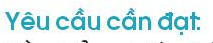 Yêu cầu cần đạt: